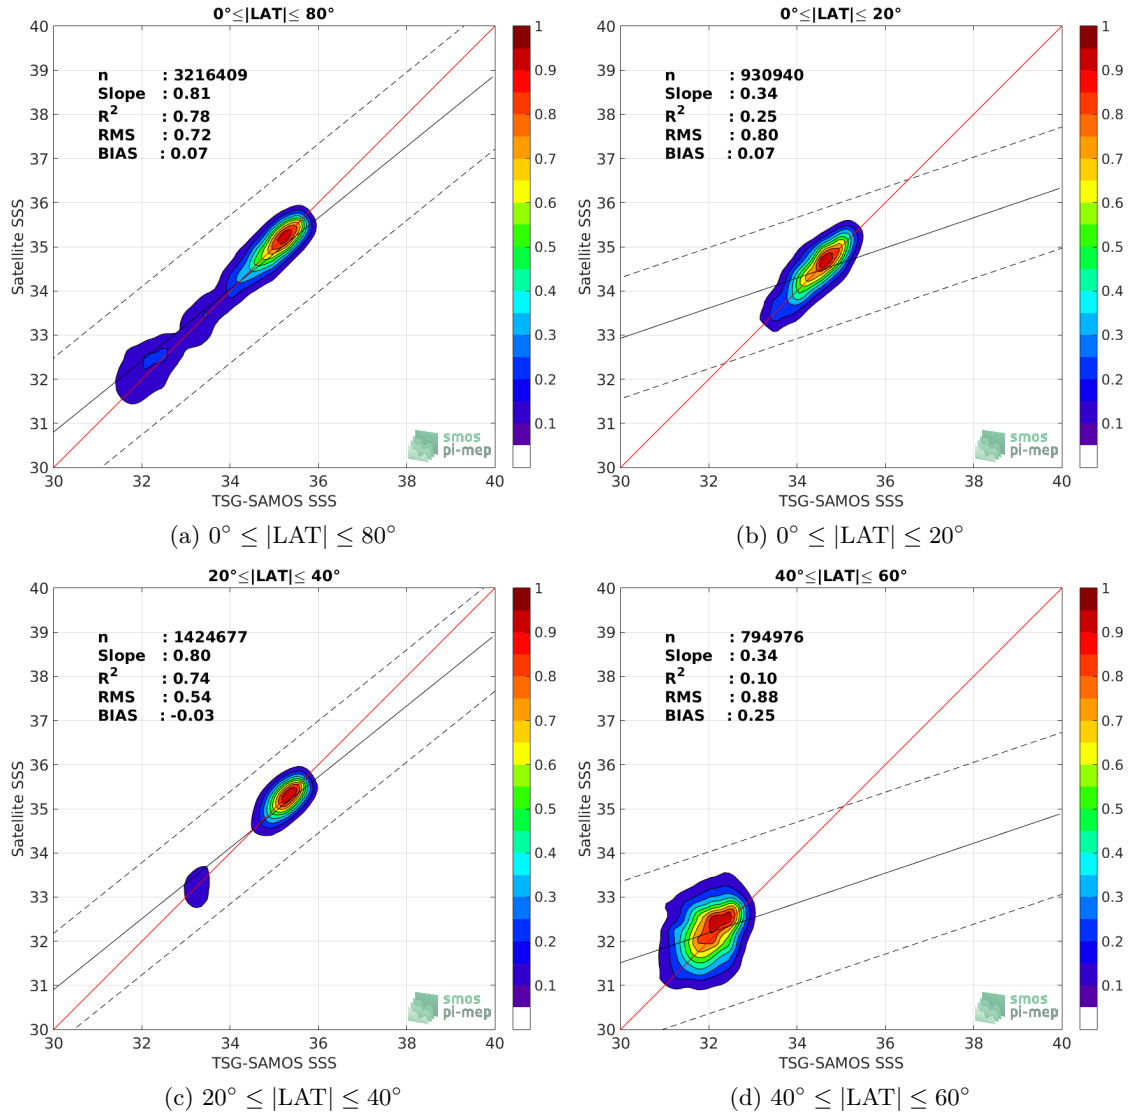 0°≤|LAT|≤ 80°
n : 3216409
Slope : 0.81
R² : 0.78
RMS : 0.72
BIAS : 0.07
Satellite SSS
40
39
38
37
36
35
34
33
32
31
30
30 32 34 36 38 40
TSG-SAMOS SSS
smos
pi-mep
1
0.9
0.8
0.7
0.6
0.5
0.4
0.3
0.2
0.1
(a) 0° ≤ |LAT| ≤ 80°
0°≤|LAT|≤ 20°
n : 930940
Slope : 0.34
R² : 0.25
RMS : 0.80
BIAS : 0.07
Satellite SSS
40
39
38
37
36
35
34
33
32
31
30
30 32 34 36 38 40
TSG-SAMOS SSS
smos
pi-mep
1
0.9
0.8
0.7
0.6
0.5
0.4
0.3
0.2
0.1
(b) 0° ≤ |LAT| ≤ 20°
20°≤|LAT|≤ 40°
n : 1424677
Slope : 0.80
R² : 0.74
RMS : 0.54
BIAS : -0.03
Satellite SSS
40
39
38
37
36
35
34
33
32
31
30
30 32 34 36 38 40
TSG-SAMOS SSS
smos
pi-mep
1
0.9
0.8
0.7
0.6
0.5
0.4
0.3
0.2
0.1
(c) 20° ≤ |LAT| ≤ 40°
40°≤|LAT|≤ 60°
n : 794976
Slope : 0.34
R² : 0.10
RMS : 0.88
BIAS : 0.25
Satellite SSS
40
39
38
37
36
35
34
33
32
31
30
30 32 34 36 38 40
TSG-SAMOS SSS
smos
pi-mep
1
0.9
0.8
0.7
0.6
0.5
0.4
0.3
0.2
0.1
(d) 40° ≤ |LAT| ≤ 60°